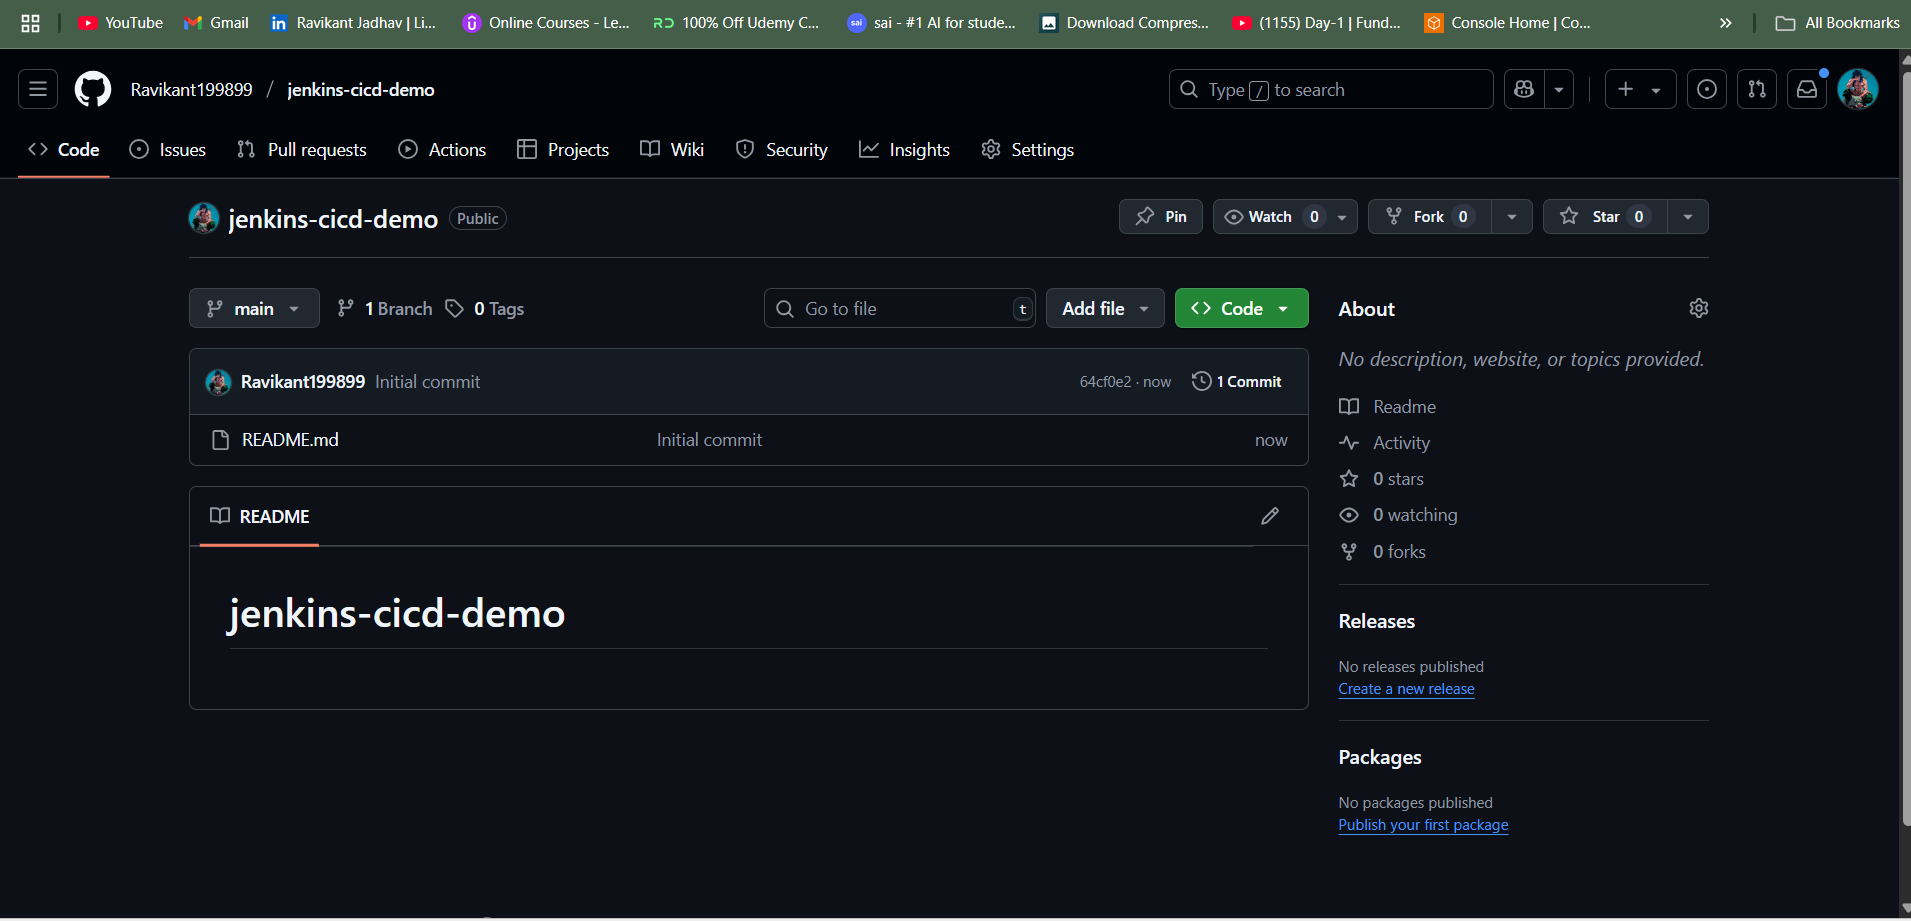 YouTube Gmail Ravikant Jadhav | Li... Online Courses - Le... RD 100% Off Udemy C... sai sai - #1 AI for stude... Download Compres... (1155) Day-1 | Fund... Console Home | Co... » All Bookmarks
Ravikant199899 / jenkins-cicd-demo Type / to search
Code Issues Pull requests Actions Projects Wiki Security Insights Settings
jenkins-cicd-demo Public Pin Watch 0 Fork 0 Star 0
main 1 Branch 0 Tags Go to file t Add file Code
Ravikant199899 Initial commit 64cf0e2 · now 1 Commit
README.md Initial commit now
README
jenkins-cicd-demo
About
No description, website, or topics provided.
Readme
Activity
0 stars
0 watching
0 forks
Releases
No releases published
Create a new release
Packages
No packages published
Publish your first package